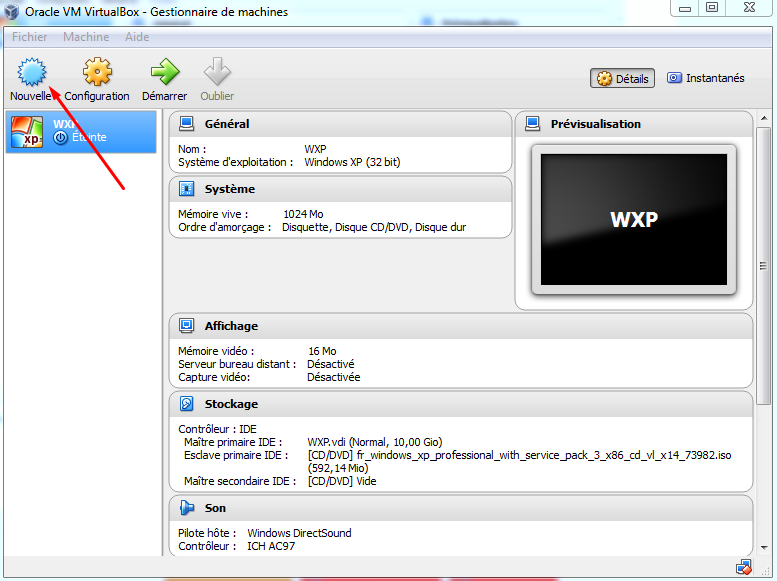 Oracle VM VirtualBox - Gestionnaire de machines
Fichier Machine Aide
Nouvelle Configuration Démarrer Oublier
Détails Instantanés
xp
WXP
Éteinte
Général
Nom : WXP
Système d'exploitation : Windows XP (32 bit)
Système
Mémoire vive : 1024 Mo
Ordre d'amorçage : Disquette, Disque CD/DVD, Disque dur
Prévisualisation
WXP
Affichage
Mémoire vidéo : 16 Mo
Serveur bureau distant : Désactivé
Capture vidéo: Désactivée
Stockage
Contrôleur : IDE
Maître primaire IDE : WXP.vdi (Normal, 10,00 Gio)
Esclave primaire IDE : [CD/DVD] fr_windows_xp_professional_with_service_pack_3_x86_cd_vl_x14_73982.iso
(592,14 Mio)
Maître secondaire IDE : [CD/DVD] Vide
Son
Pilote hôte : Windows DirectSound
Contrôleur : ICH AC97